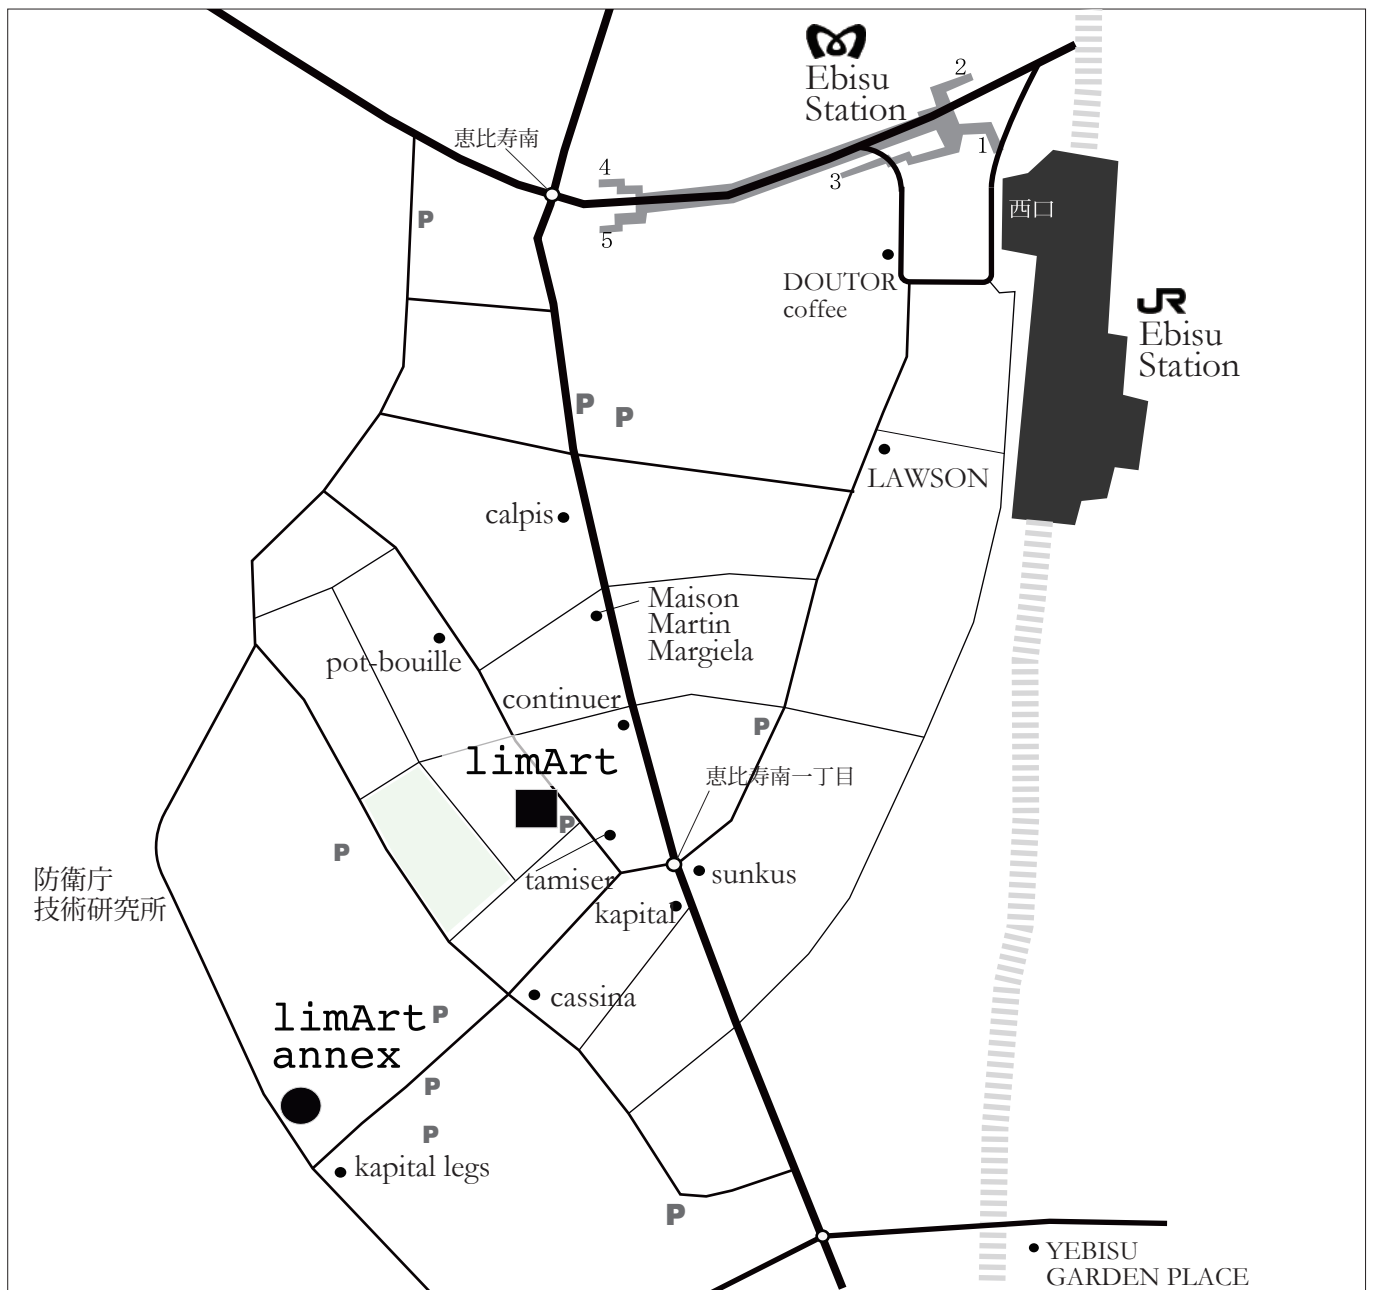 Ebisu
Station
2
恵比寿南
1
4
3
P
西口
5
DOUTOR
coffee
JR
Ebisu
Station
P
P
LAWSON
calpis
Maison
Martin
Margiela
pot-bouille
continuer
P
limArt
恵比寿南一丁目
P
P
防衛庁
技術研究所
tamiser
sunkus
kapital
cassina
limArt
annex
P
P
P
kapital legs
P
YEBISU
GARDEN PLACE